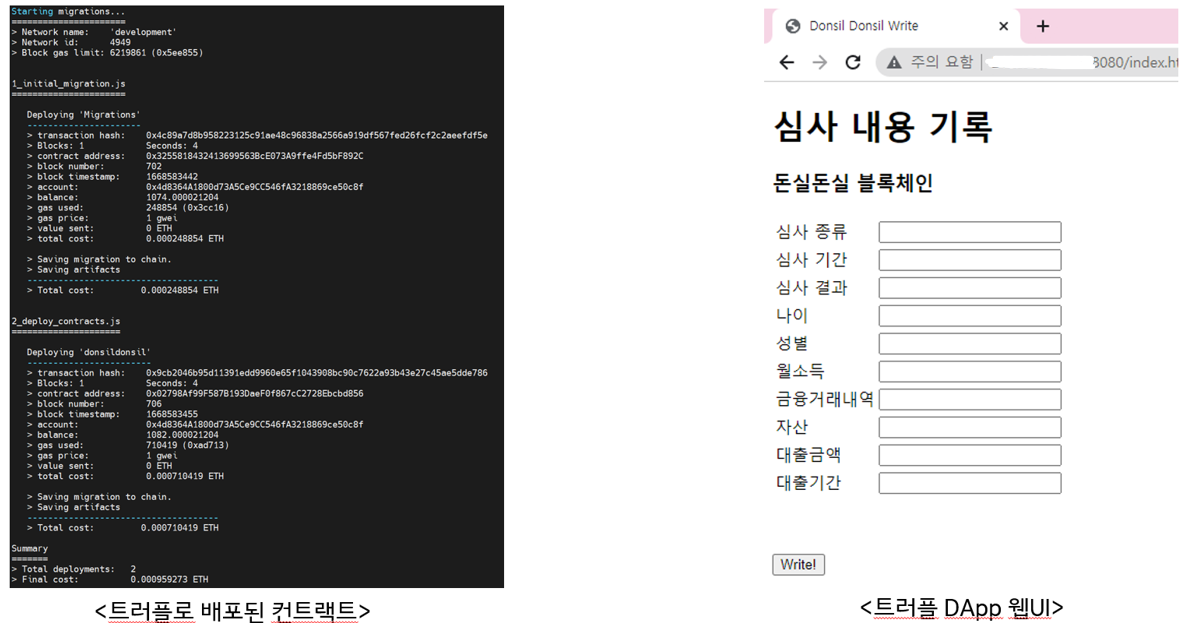 Starting migrations...
======================
> Network name:    'development'
> Network id:      4949
> Block gas limit: 6219861 (0x5ee855)
1_initial_migration.js
======================
Deploying 'Migrations'
----------------------
> transaction hash:    0x4c89a7d8b958223125c91ae48c96838a2566a919df567fed26fcf2c2aeefdf5e
> Blocks: 1            Seconds: 4
> contract address:    0x3255818432413699563BcE073A9ffe4Fd5bF892C
> block number:        702
> block timestamp:     1668583442
> account:             0x4d8364A1800d73A5Ce9CC546fA3218869ce50c8f
> balance:             1074.000021204
> gas used:            248854 (0x3cc16)
> gas price:           1 gwei
> value sent:          0 ETH
> total cost:          0.000248854 ETH
> Saving migration to chain.
> Saving artifacts
-------------------------------------
> Total cost:         0.000248854 ETH
2_deploy_contracts.js
=====================
Deploying 'donsildonsil'
------------------------
> transaction hash:    0x9cb2046b95d11391edd9960e65f1043908bc90c7622a93b43e27c45ae5dde786
> Blocks: 1            Seconds: 4
> contract address:    0x02798Af99F587B193DaeF0f867cC2728Ebcbd856
> block number:        706
> block timestamp:     1668583455
> account:             0x4d8364A1800d73A5Ce9CC546fA3218869ce50c8f
> balance:             1082.000021204
> gas used:            710419 (0xad713)
> gas price:           1 gwei
> value sent:          0 ETH
> total cost:          0.000710419 ETH
> Saving migration to chain.
> Saving artifacts
-------------------------------------
> Total cost:         0.000710419 ETH
Summary
=======
> Total deployments:   2
> Final cost:          0.000959273 ETH
<트러플로 배포된 컨트랙트>
Donsil Donsil Write
주의 요함 | 8080/index.ht
심사 내용 기록
돈실돈실 블록체인
심사 종류
심사 기간
심사 결과
나이
성별
월소득
금융거래내역
자산
대출금액
대출기간
Write!
<트러플 DApp 웹UI>